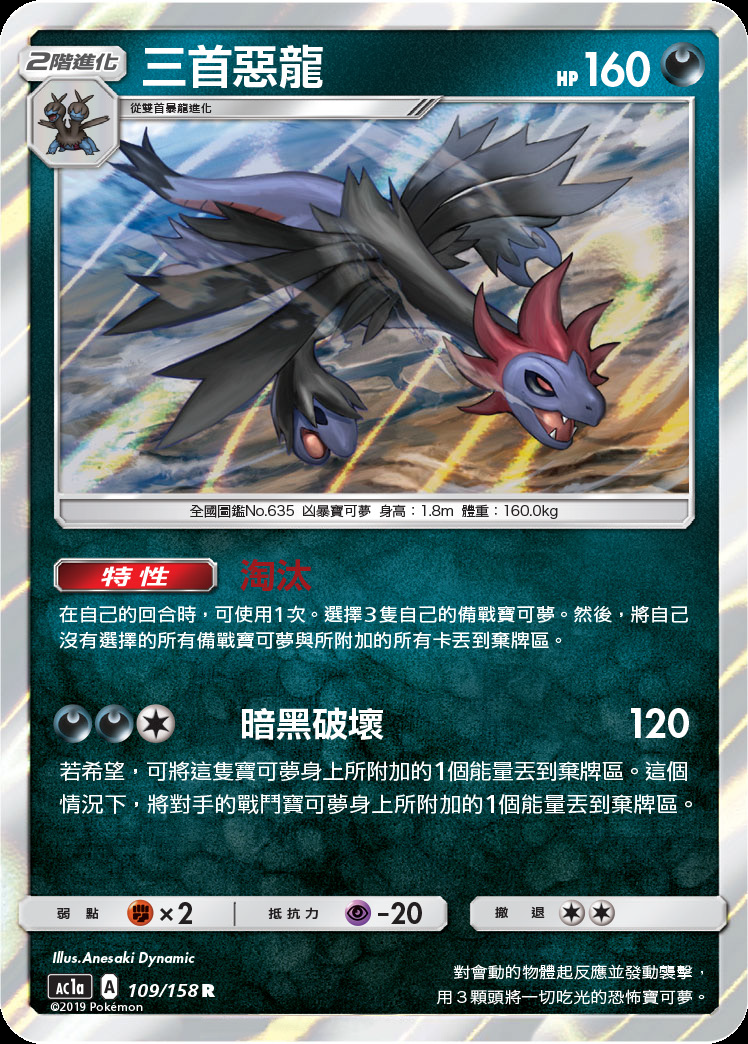 2階進化
三首惡龍
HP 160
從雙首暴龍進化
全國圖鑑No.635 凶暴寶可夢 身高：1.8m 體重：160.0kg
特性 淘汰
在自己的回合時，可使用1次。選擇3隻自己的備戰寶可夢。然後，將自己
沒有選擇的所有備戰寶可夢與所附加的所有卡丟到棄牌區。
暗黑破壞 120
若希望，可將這隻寶可夢身上所附加的1個能量丟到棄牌區。這個
情況下，將對手的戰鬥寶可夢身上所附加的1個能量丟到棄牌區。
弱點 ×2 抵抗力 -20 撤退
Illus.Anesaki Dynamic
AC1a A 109/158 R
©2019 Pokémon
對會動的物體起反應並發動襲擊，
用3顆頭將一切吃光的恐怖寶可夢。